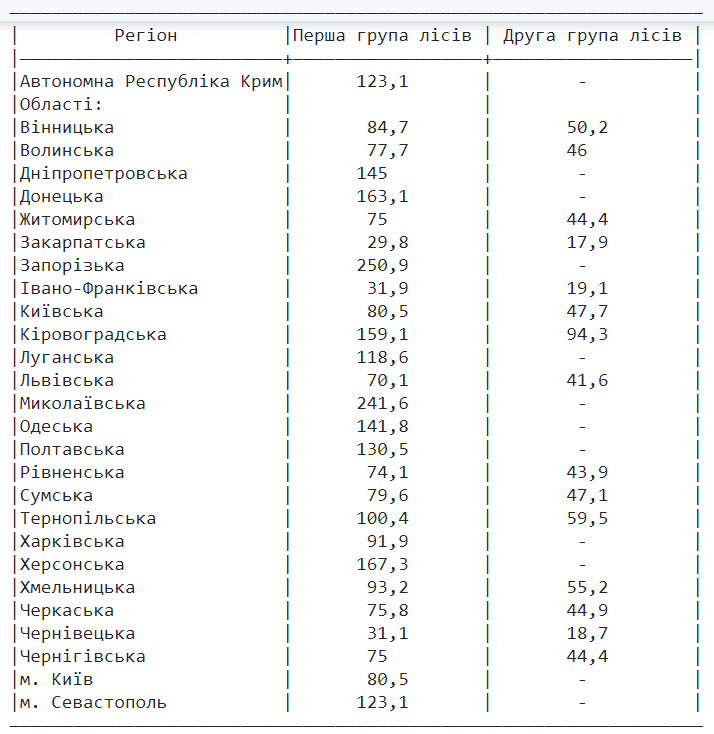 Регіон |Перша група лісів | Друга група лісів |
|Автономна Республіка Крим| 123,1 | - |
|Області: | | |
|Вінницька | 84,7 | 50,2 |
|Волинська | 77,7 | 46 |
|Дніпропетровська | 145 | - |
|Донецька | 163,1 | - |
|Житомирська | 75 | 44,4 |
|Закарпатська | 29,8 | 17,9 |
|Запорізька | 250,9 | - |
|Івано-Франківська | 31,9 | 19,1 |
|Київська | 80,5 | 47,7 |
|Кіровоградська | 159,1 | 94,3 |
|Луганська | 118,6 | - |
|Львівська | 70,1 | 41,6 |
|Миколаївська | 241,6 | - |
|Одеська | 141,8 | - |
|Полтавська | 130,5 | - |
|Рівненська | 74,1 | 43,9 |
|Сумська | 79,6 | 47,1 |
|Тернопільська | 100,4 | 59,5 |
|Харківська | 91,9 | - |
|Херсонська | 167,3 | - |
|Хмельницька | 93,2 | 55,2 |
|Черкаська | 75,8 | 44,9 |
|Чернівецька | 31,1 | 18,7 |
|Чернігівська | 75 | 44,4 |
|м. Київ | 80,5 | - |
|м. Севастополь | 123,1 | - |